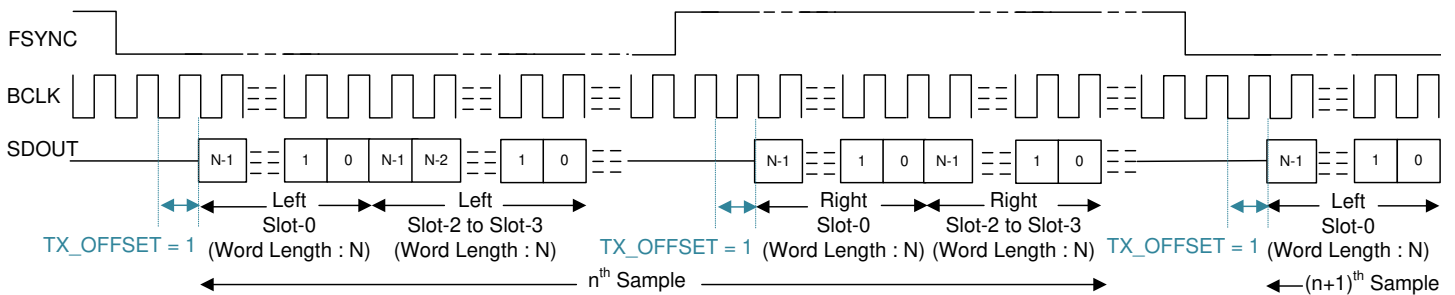 FSYNC
BCLK
SDOUT
N-1 1 0 N-1 N-2 1 0 N-1 1 0 N-1 1 0 N-1 1 0
Left Left Right Right Left
Slot-0 Slot-2 to Slot-3 Slot-0 Slot-2 to Slot-3 Slot-0
TX_OFFSET = 1 (Word Length : N) (Word Length : N) TX_OFFSET = 1 (Word Length : N) (Word Length : N) TX_OFFSET = 1 (Word Length : N)
nth Sample (n+1)th Sample